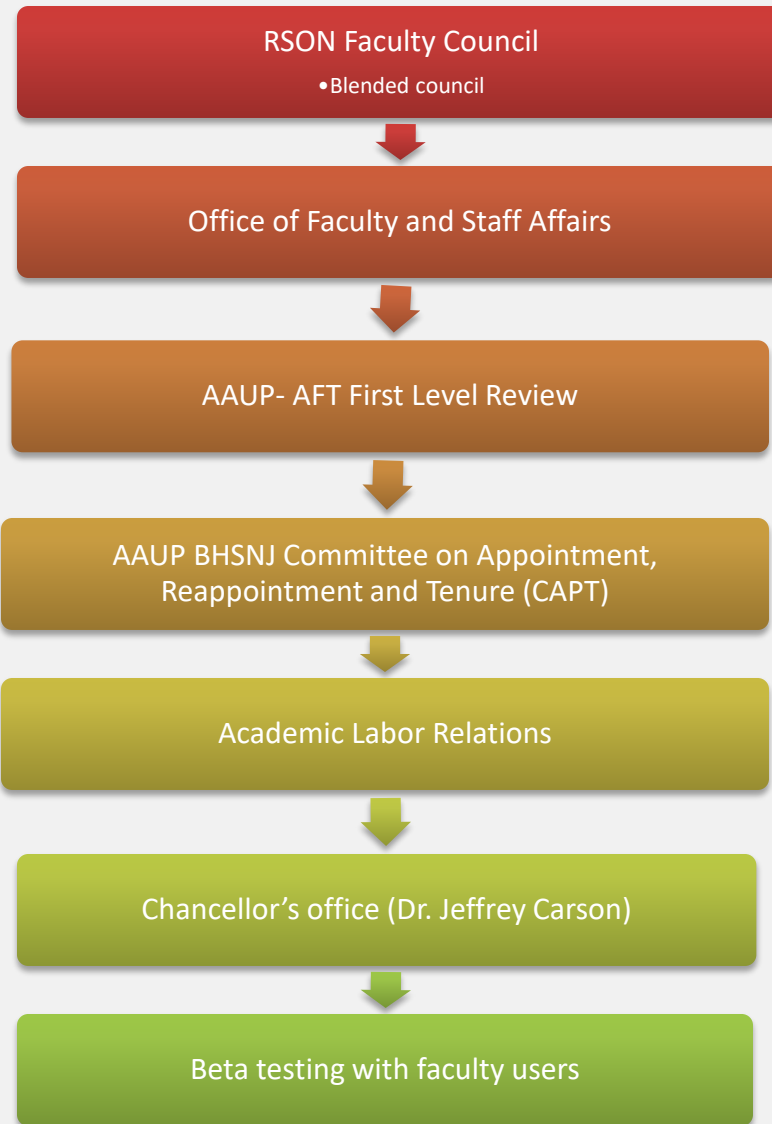 RSON Faculty Council
•Blended council
Office of Faculty and Staff Affairs
AAUP- AFT First Level Review
AAUP BHSNJ Committee on Appointment,
Reappointment and Tenure (CAPT)
Academic Labor Relations
Chancellor’s office (Dr. Jeffrey Carson)
Beta testing with faculty users